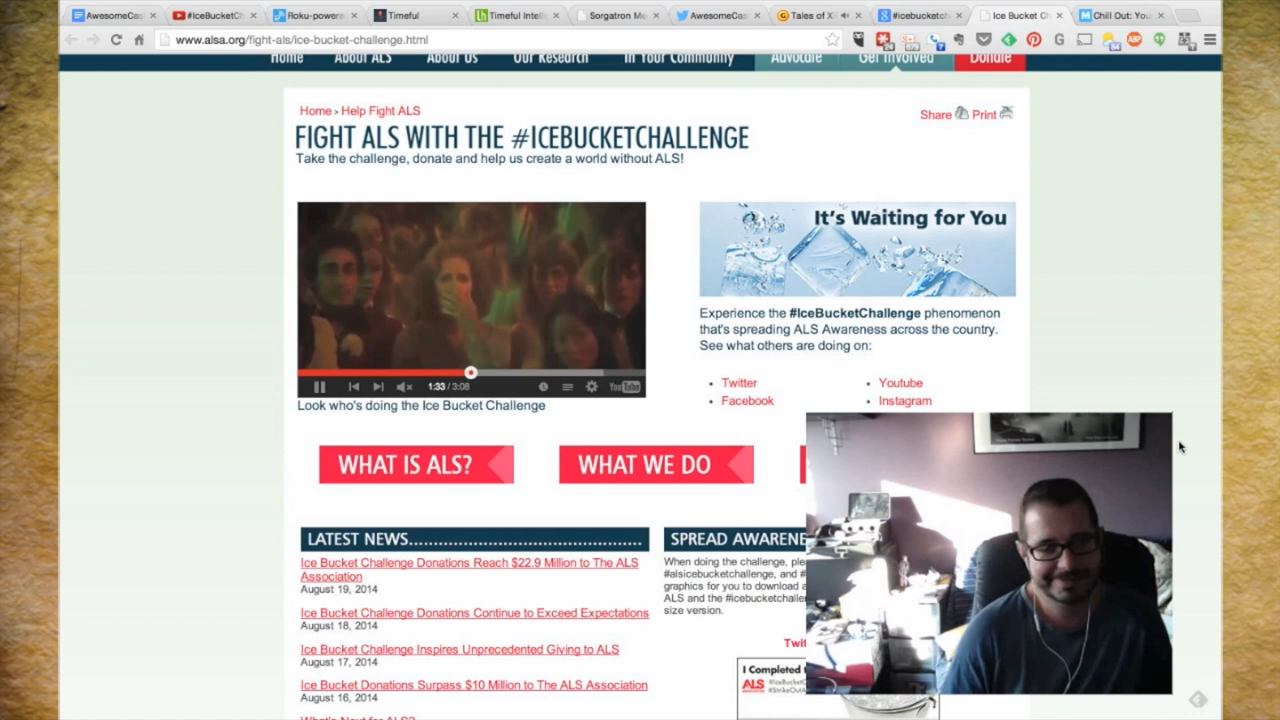 AwesomeCas
#IceBucketCh
Roku-powere
Timeful
Timeful Intelli
Sorgatron Me
AwesomeCas
Tales of Xi
#icebucketch
Ice Bucket Ch
Chill Out: You
www.alsa.org/fight-als/ice-bucket-challenge.html
Home
About ALS
About Us
Our Research
In Your Community
Advocate
Get Involved
Donate
Home > Help Fight ALS
Share
Print
FIGHT ALS WITH THE #ICEBUCKETCHALLENGE
Take the challenge, donate and help us create a world without ALS!
1:33 / 3:08
YouTube
Look who's doing the Ice Bucket Challenge
It's Waiting for You
Experience the #IceBucketChallenge phenomenon
that's spreading ALS Awareness across the country.
See what others are doing on:
Twitter
Youtube
Facebook
Instagram
WHAT IS ALS?
WHAT WE DO
LATEST NEWS
Ice Bucket Challenge Donations Reach $22.9 Million to The ALS
Association
August 19, 2014
Ice Bucket Challenge Donations Continue to Exceed Expectations
August 18, 2014
Ice Bucket Challenge Inspires Unprecedented Giving to ALS
August 17, 2014
Ice Bucket Donations Surpass $10 Million to The ALS Association
August 16, 2014
What's Next for ALS?
SPREAD AWARENE
When doing the challenge, ple
#alsicebucketchallenge, and #
graphics for you to download a
ALS and the #icebucketchalle
size version.
Twit
I Completed t
ALS
#IceBucketC
#StrikeOutA